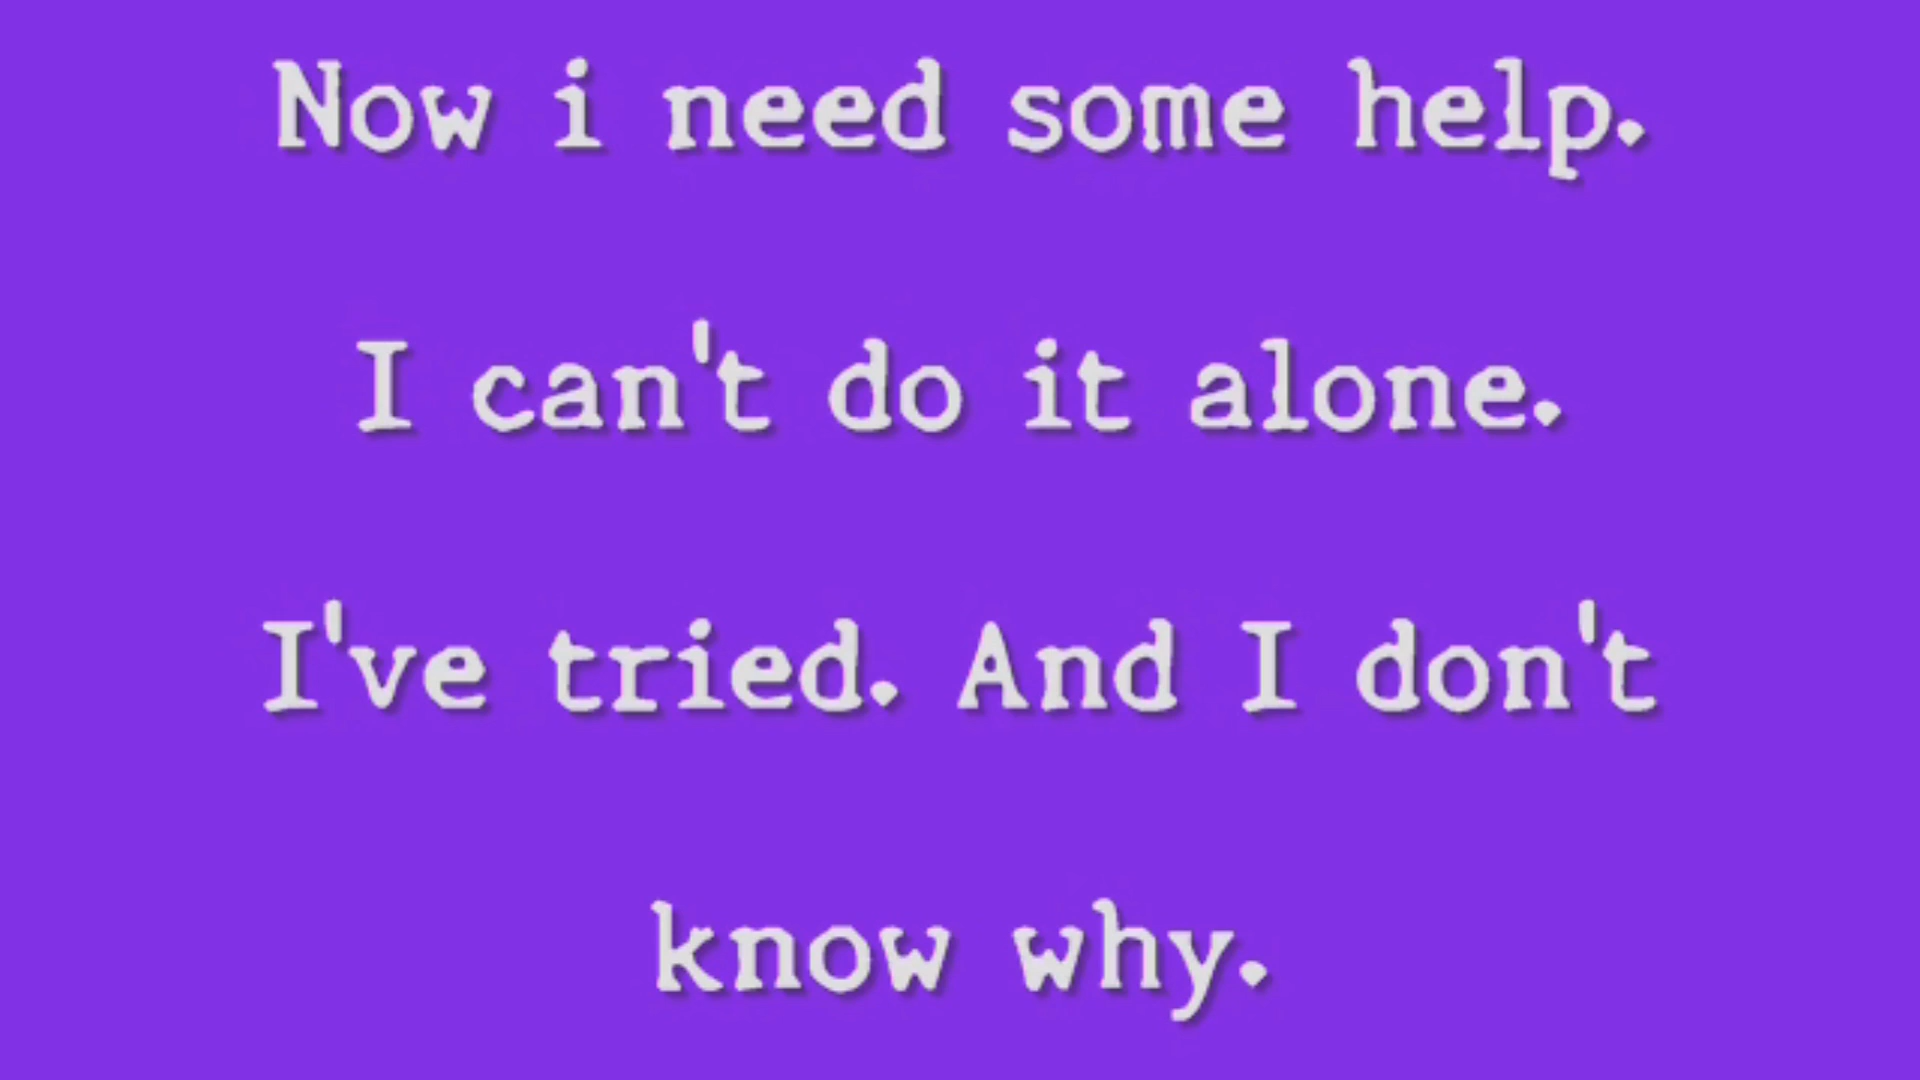 Now i need some help.
I can't do it alone.
I've tried. And I don't
know why.